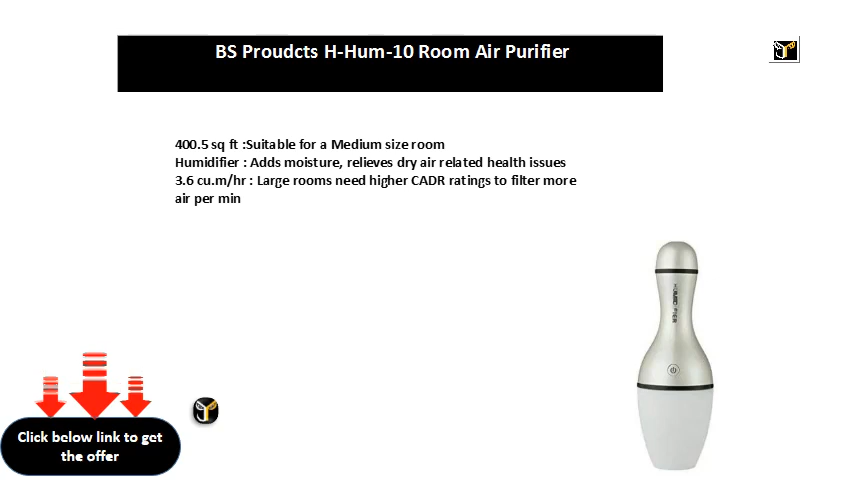 BS Proudcts H-Hum-10 Room Air Purifier
400.5 sq ft :Suitable for a Medium size room
Humidifier : Adds moisture, relieves dry air related health issues
3.6 cu.m/hr : Large rooms need higher CADR ratings to filter more
air per min
HUMIDIFIER
Click below link to get
the offer